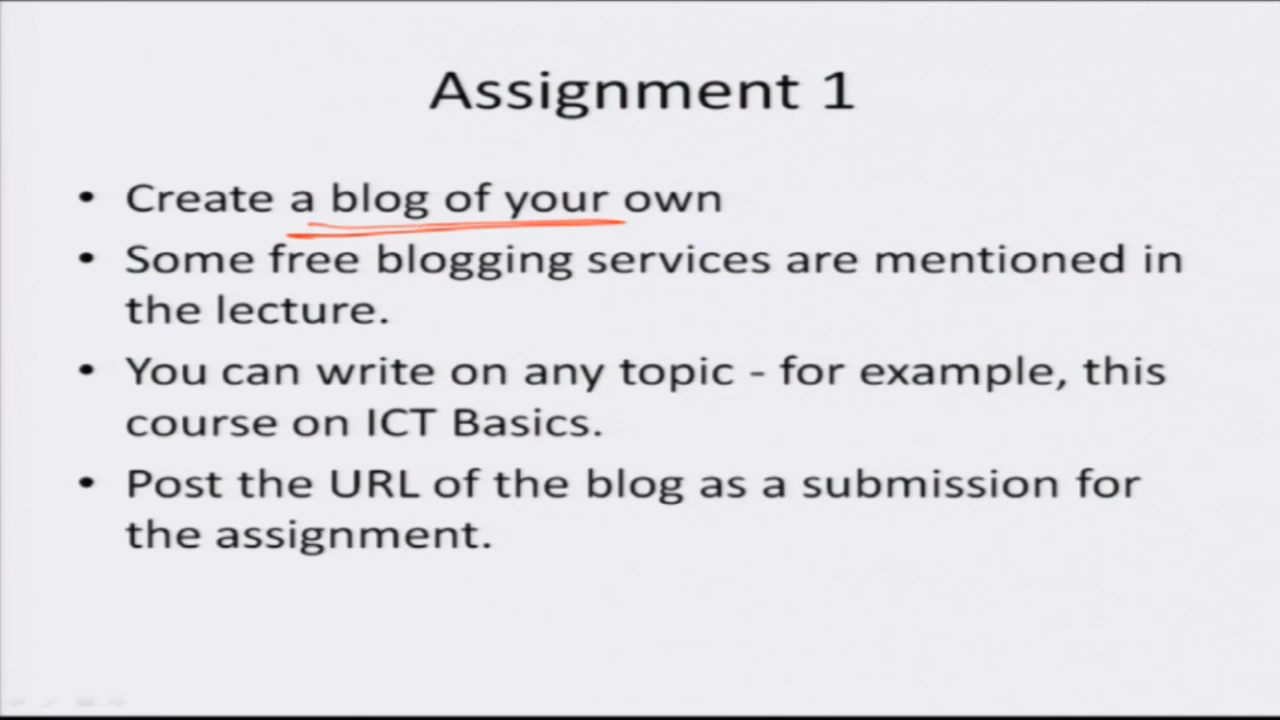 Assignment 1
• Create a blog of your own
• Some free blogging services are mentioned in
the lecture.
• You can write on any topic - for example, this
course on ICT Basics.
• Post the URL of the blog as a submission for
the assignment.